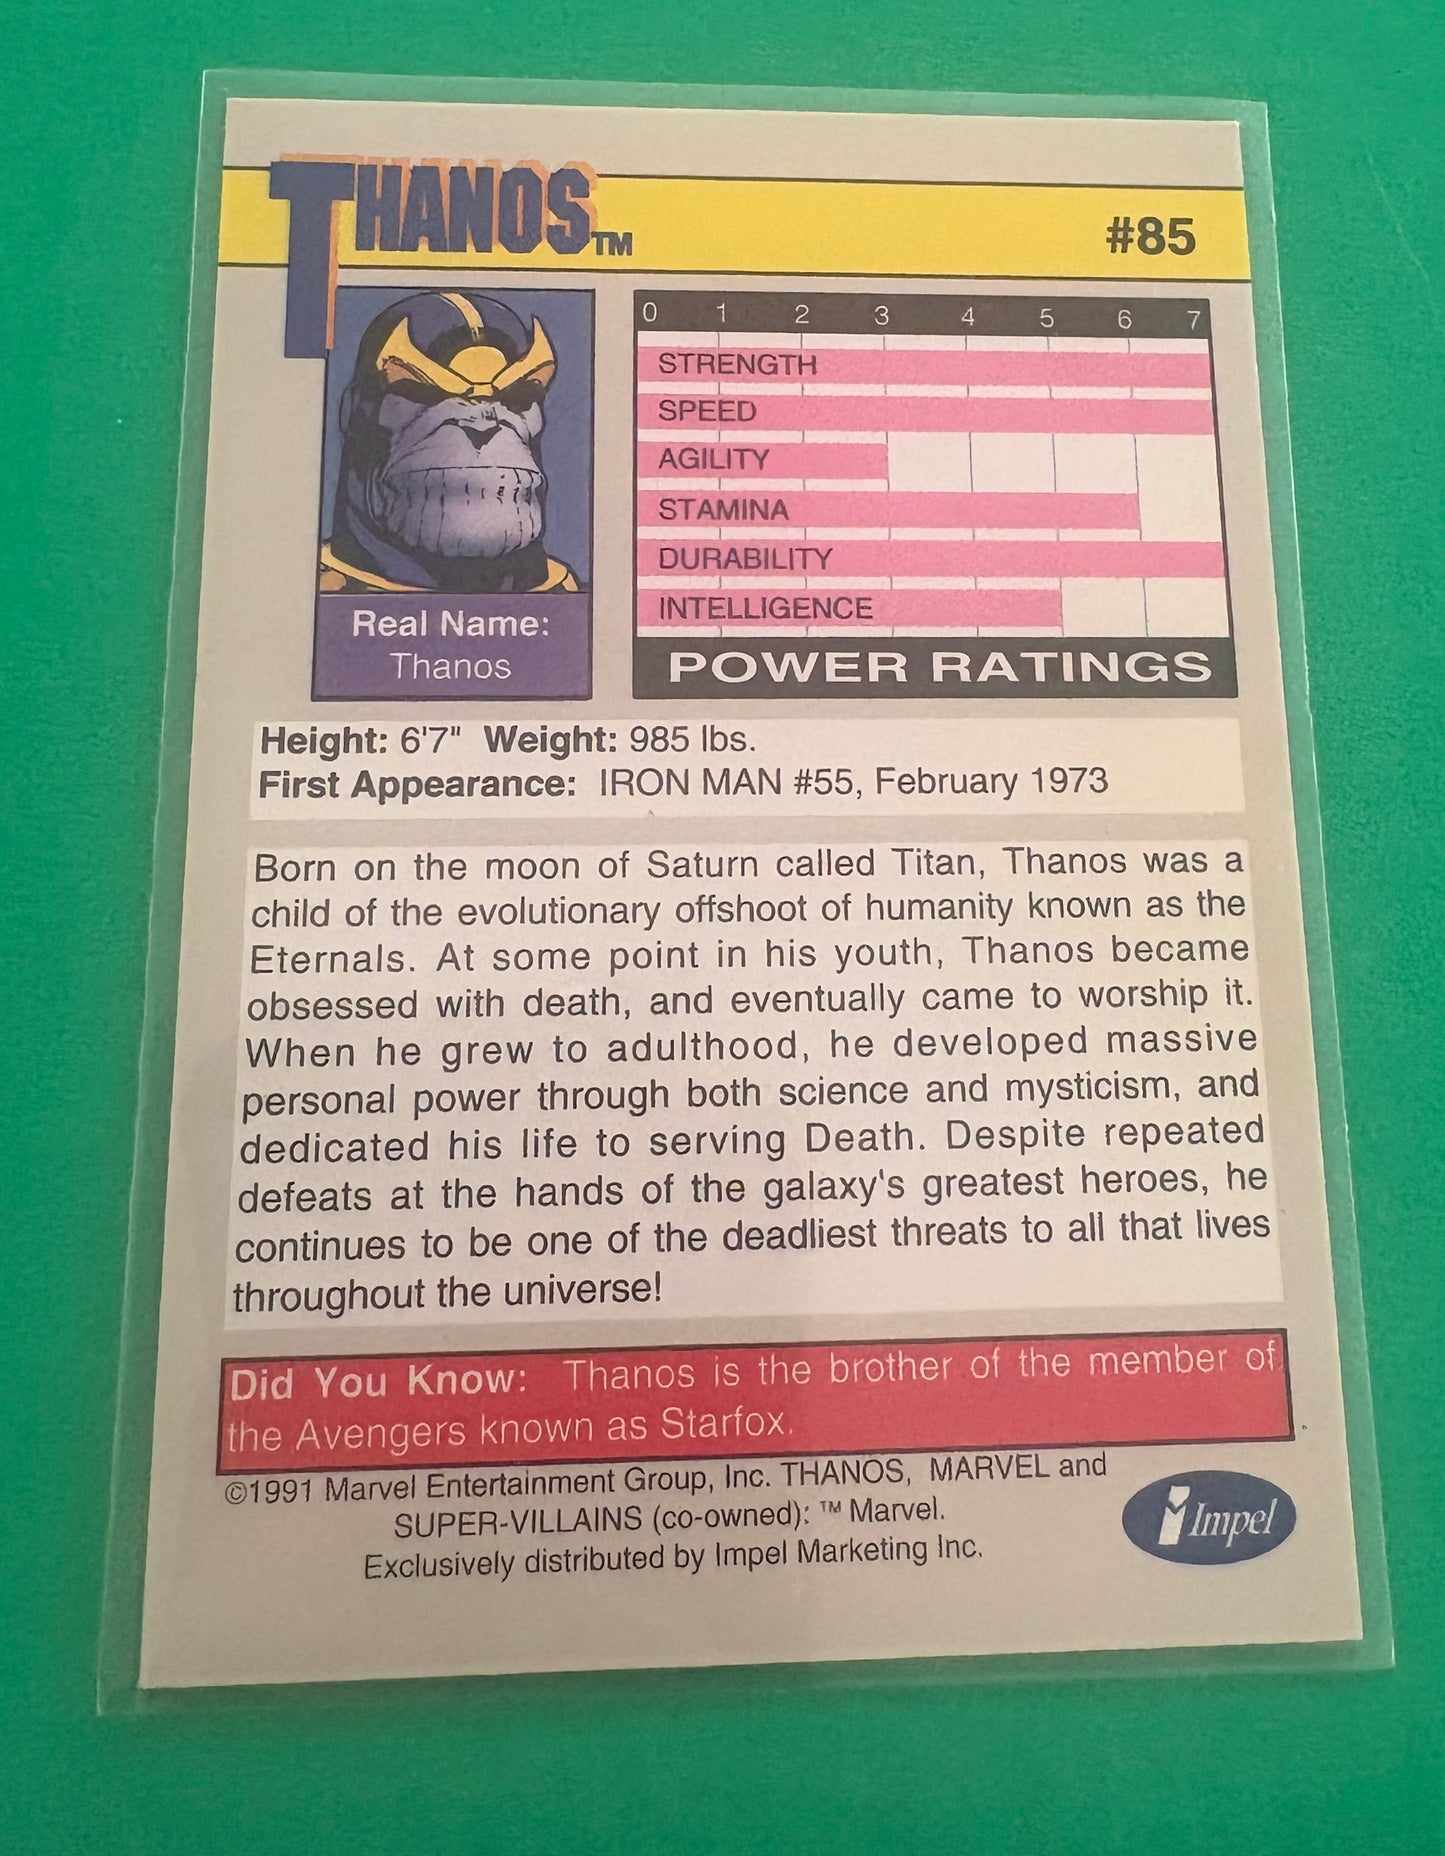 THANOS™
#85
0 1 2 3 4 5 6 7
STRENGTH
SPEED
AGILITY
STAMINA
DURABILITY
INTELLIGENCE
POWER RATINGS
Real Name:
Thanos
Height: 6'7" Weight: 985 lbs.
First Appearance: IRON MAN #55, February 1973
Born on the moon of Saturn called Titan, Thanos was a
child of the evolutionary offshoot of humanity known as the
Eternals. At some point in his youth, Thanos became
obsessed with death, and eventually came to worship it.
When he grew to adulthood, he developed massive
personal power through both science and mysticism, and
dedicated his life to serving Death. Despite repeated
defeats at the hands of the galaxy's greatest heroes, he
continues to be one of the deadliest threats to all that lives
throughout the universe!
Did You Know: Thanos is the brother of the member of
the Avengers known as Starfox.
©1991 Marvel Entertainment Group, Inc. THANOS, MARVEL and
SUPER-VILLAINS (co-owned): ™ Marvel.
Exclusively distributed by Impel Marketing Inc.
Impel